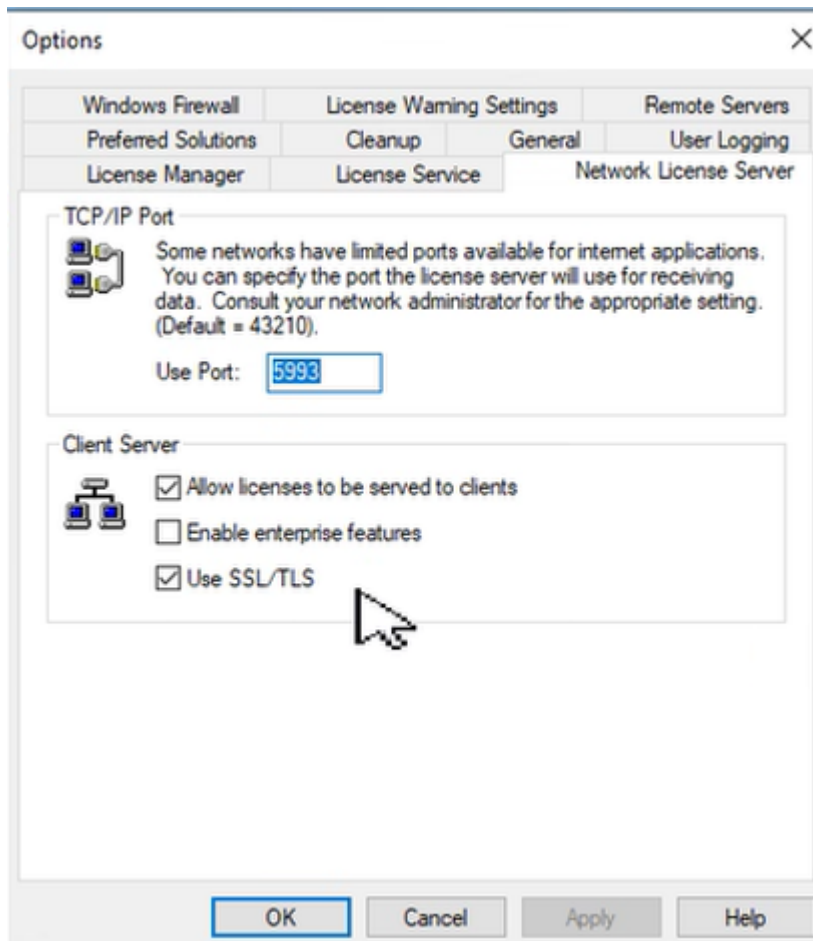 Options
Windows Firewall License Warning Settings Remote Servers
Preferred Solutions Cleanup General User Logging
License Manager License Service Network License Server
TCP/IP Port
Some networks have limited ports available for internet applications.
You can specify the port the license server will use for receiving
data. Consult your network administrator for the appropriate setting.
(Default = 43210).
Use Port: 5993
Client Server
Allow licenses to be served to clients
Enable enterprise features
Use SSL/TLS
OK Cancel Apply Help